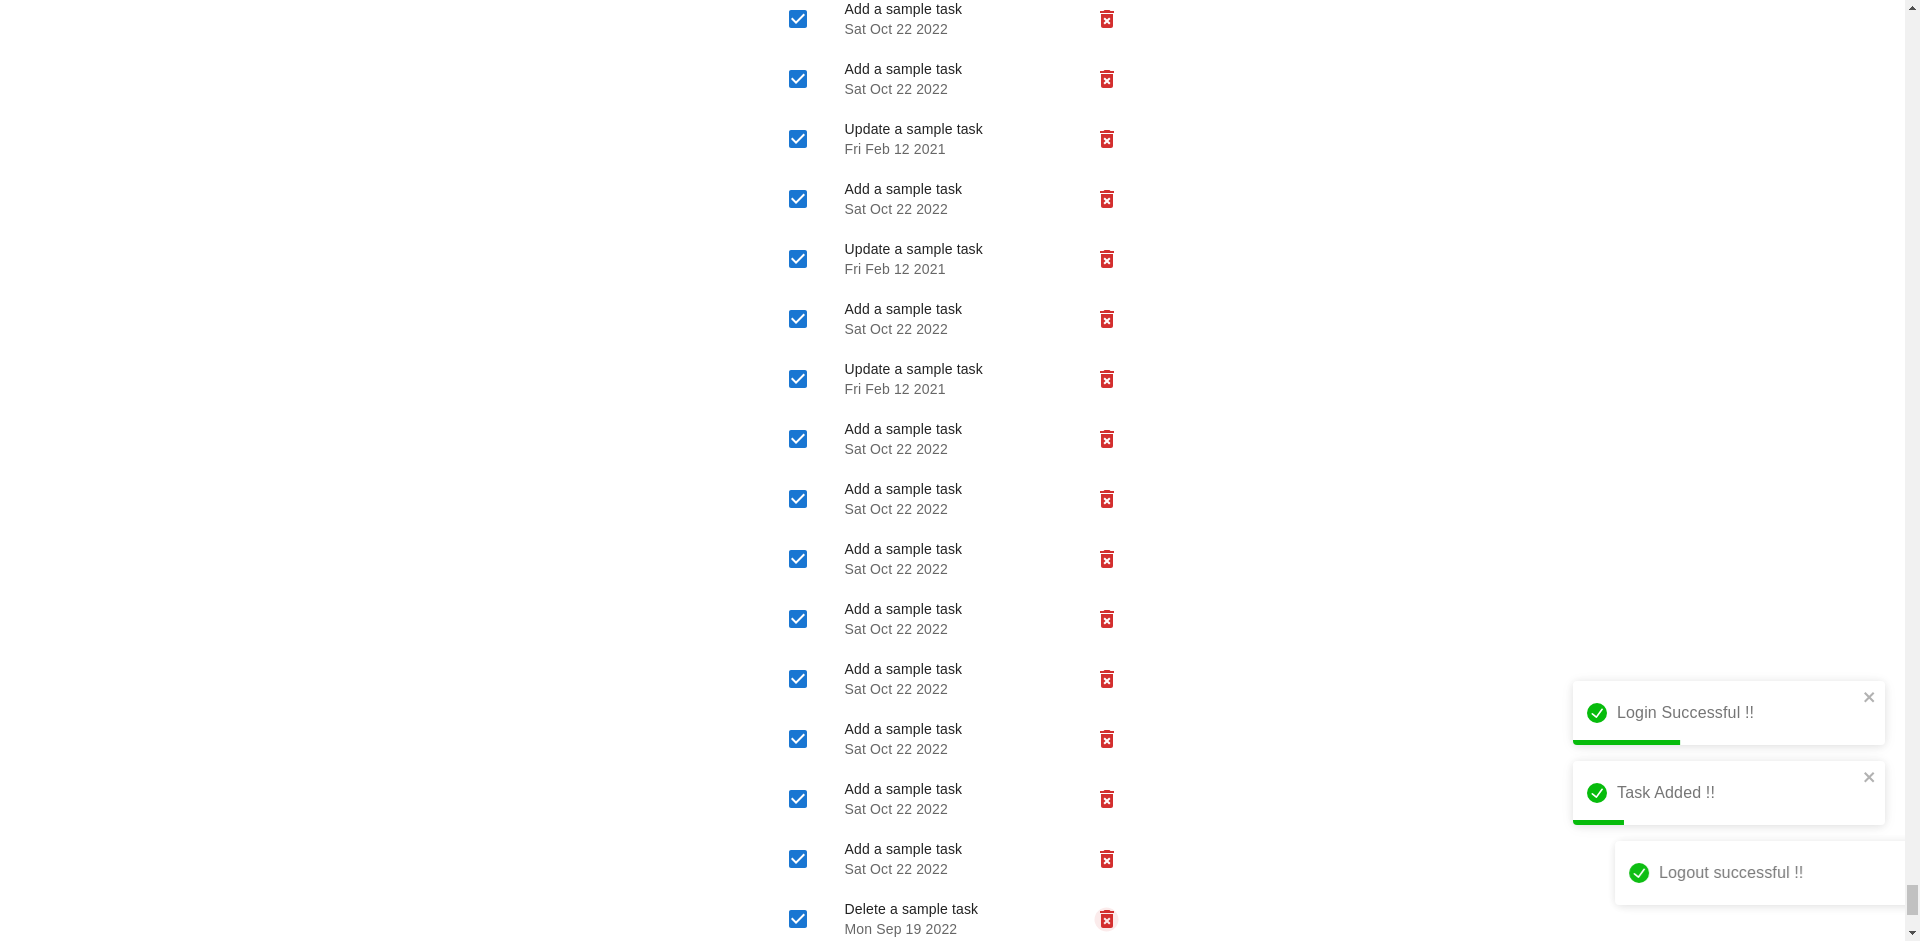 Add a sample task
Sat Oct 22 2022
Add a sample task
Sat Oct 22 2022
Update a sample task
Fri Feb 12 2021
Add a sample task
Sat Oct 22 2022
Update a sample task
Fri Feb 12 2021
Add a sample task
Sat Oct 22 2022
Update a sample task
Fri Feb 12 2021
Add a sample task
Sat Oct 22 2022
Add a sample task
Sat Oct 22 2022
Add a sample task
Sat Oct 22 2022
Add a sample task
Sat Oct 22 2022
Add a sample task
Sat Oct 22 2022
Add a sample task
Sat Oct 22 2022
Add a sample task
Sat Oct 22 2022
Add a sample task
Sat Oct 22 2022
Delete a sample task
Mon Sep 19 2022
Login Successful !!
Task Added !!
Logout successful !!